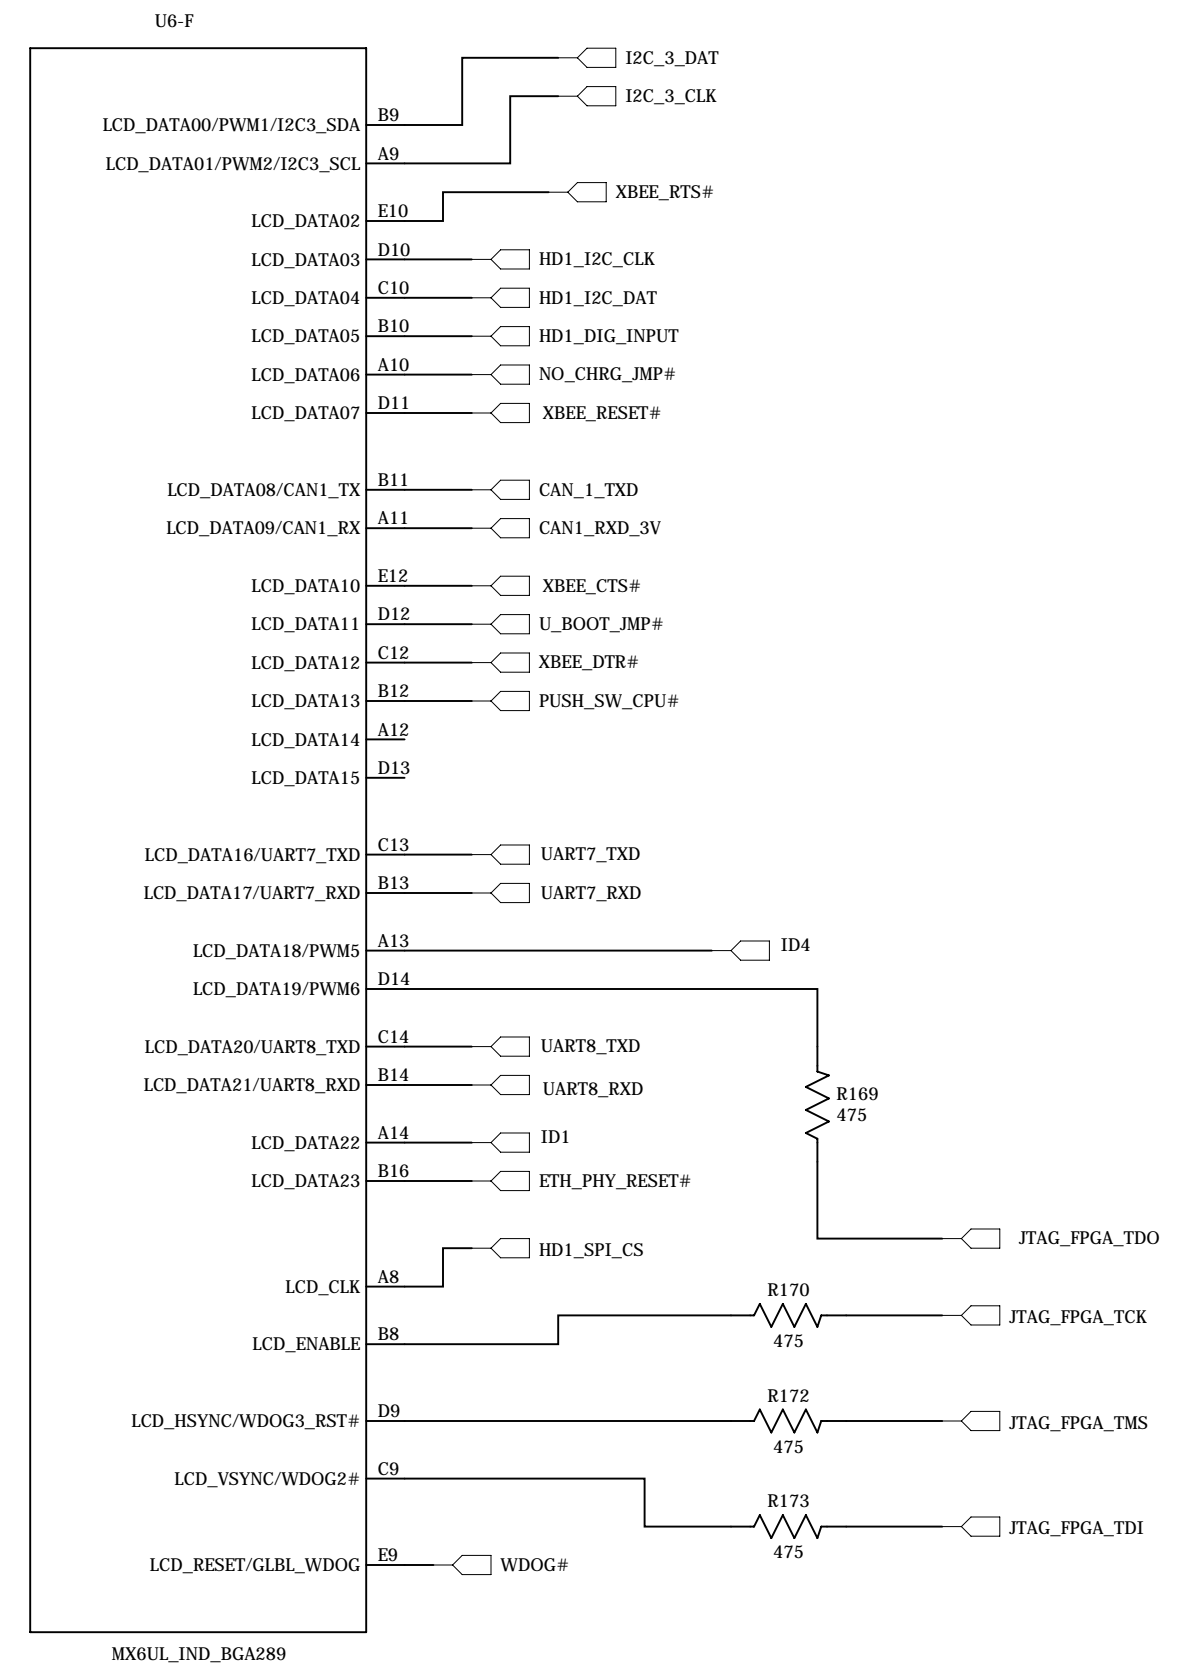 U6-F
I2C_3_DAT
I2C_3_CLK
LCD_DATA00/PWM1/I2C3_SDA B9
LCD_DATA01/PWM2/I2C3_SCL A9
XBEE_RTS#
LCD_DATA02 E10
LCD_DATA03 D10 HD1_I2C_CLK
LCD_DATA04 C10 HD1_I2C_DAT
LCD_DATA05 B10 HD1_DIG_INPUT
LCD_DATA06 A10 NO_CHRG_JMP#
LCD_DATA07 D11 XBEE_RESET#
LCD_DATA08/CAN1_TX B11 CAN_1_TXD
LCD_DATA09/CAN1_RX A11 CAN1_RXD_3V
LCD_DATA10 E12 XBEE_CTS#
LCD_DATA11 D12 U_BOOT_JMP#
LCD_DATA12 C12 XBEE_DTR#
LCD_DATA13 B12 PUSH_SW_CPU#
LCD_DATA14 A12
LCD_DATA15 D13
LCD_DATA16/UART7_TXD C13 UART7_TXD
LCD_DATA17/UART7_RXD B13 UART7_RXD
LCD_DATA18/PWM5 A13 ID4
LCD_DATA19/PWM6 D14
LCD_DATA20/UART8_TXD C14 UART8_TXD
LCD_DATA21/UART8_RXD B14 UART8_RXD
R169
475
LCD_DATA22 A14 ID1
LCD_DATA23 B16 ETH_PHY_RESET#
JTAG_FPGA_TDO
HD1_SPI_CS
LCD_CLK A8
R170
JTAG_FPGA_TCK
LCD_ENABLE B8 475
R172
LCD_HSYNC/WDOG3_RST# D9 JTAG_FPGA_TMS
475
LCD_VSYNC/WDOG2# C9
R173
JTAG_FPGA_TDI
475
LCD_RESET/GLBL_WDOG E9 WDOG#
MX6UL_IND_BGA289